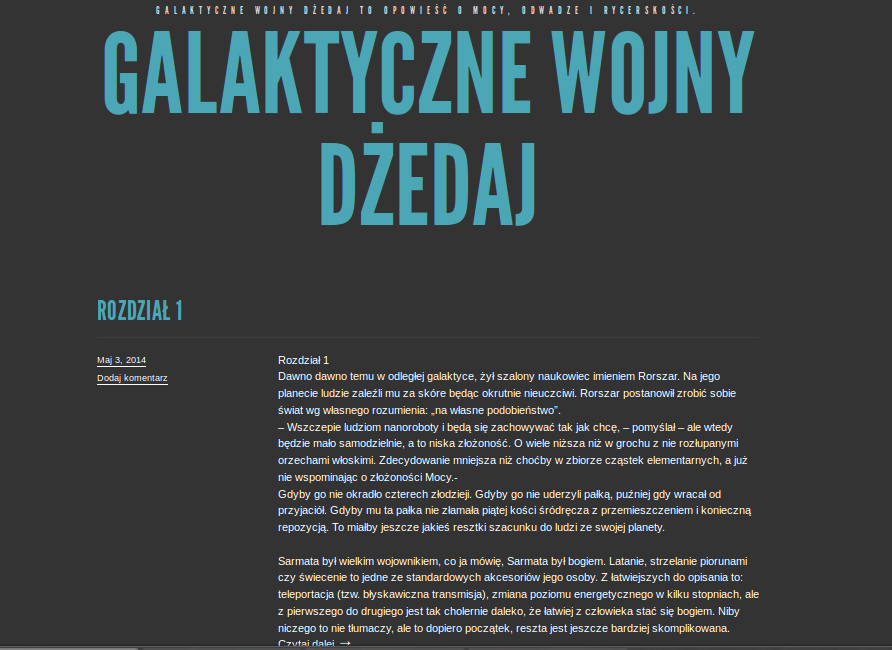 GALAKTYCZNE WOJNY DŻEDAJ TO OPOWIEŚĆ O MOCY, ODWADZE I RYCERSKOŚCI.
GALAKTYCZNE WOJNY
DŻEDAJ
ROZDZIAŁ 1
Maj 3, 2014
Dodaj komentarz
Rozdział 1
Dawno dawno temu w odległej galaktyce, żył szalony naukowiec imieniem Rorszar. Na jego
planecie ludzie zaleźli mu za skóre będąc okrutnie nieuczciwi. Rorszar postanowił zrobić sobie
świat wg własnego rozumienia: „na własne podobieństwo”.
– Wszczepie ludziom nanoroboty i będą się zachowywać tak jak chcę, – pomyślał – ale wtedy
będzie mało samodzielnie, a to niska złożoność. O wiele niższa niż w grochu z nie rozłupanymi
orzechami włoskimi. Zdecydowanie mniejsza niż choćby w zbiorze cząstek elementarnych, a już
nie wspominając o złożoności Mocy.-
Gdyby go nie okradło czterech złodzieji. Gdyby go nie uderzyli pałką, puźniej gdy wracał od
przyjaciół. Gdyby mu ta pałka nie złamała piątej kości śródręcza z przemieszczeniem i konieczną
repozycją. To miałby jeszcze jakieś resztki szacunku do ludzi ze swojej planety.
Sarmata był wielkim wojownikiem, co ja mówię, Sarmata był bogiem. Latanie, strzelanie piorunami
czy świecenie to jedne ze standardowych akcesoriów jego osoby. Z łatwiejszych do opisania to:
teleportacja (tzw. błyskawiczna transmisja), zmiana poziomu energetycznego w kilku stopniach, ale
z pierwszego do drugiego jest tak cholernie daleko, że łatwiej z człowieka stać się bogiem. Niby
niczego to nie tłumaczy, ale to dopiero początek, reszta jest jeszcze bardziej skomplikowana.
Czytaj dalej →